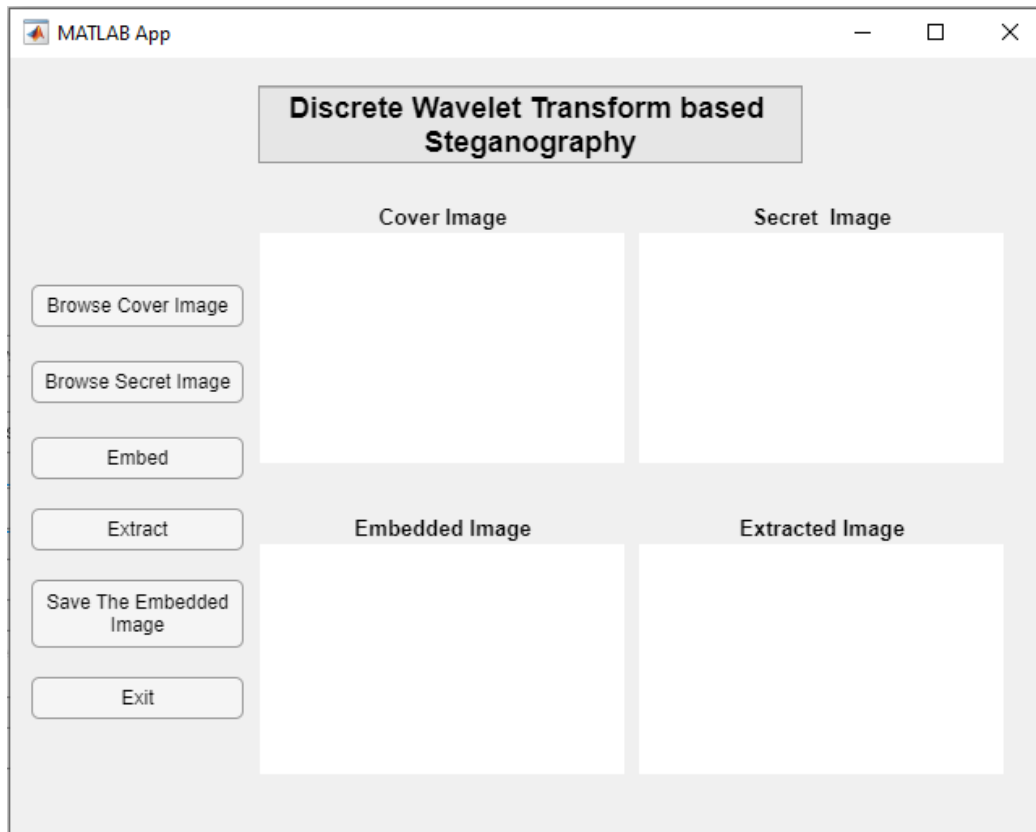 MATLAB App
Discrete Wavelet Transform based
Steganography
Cover Image
Secret  Image
Browse Cover Image
Browse Secret Image
Embed
Extract
Embedded Image
Extracted Image
Save The Embedded
Image
Exit